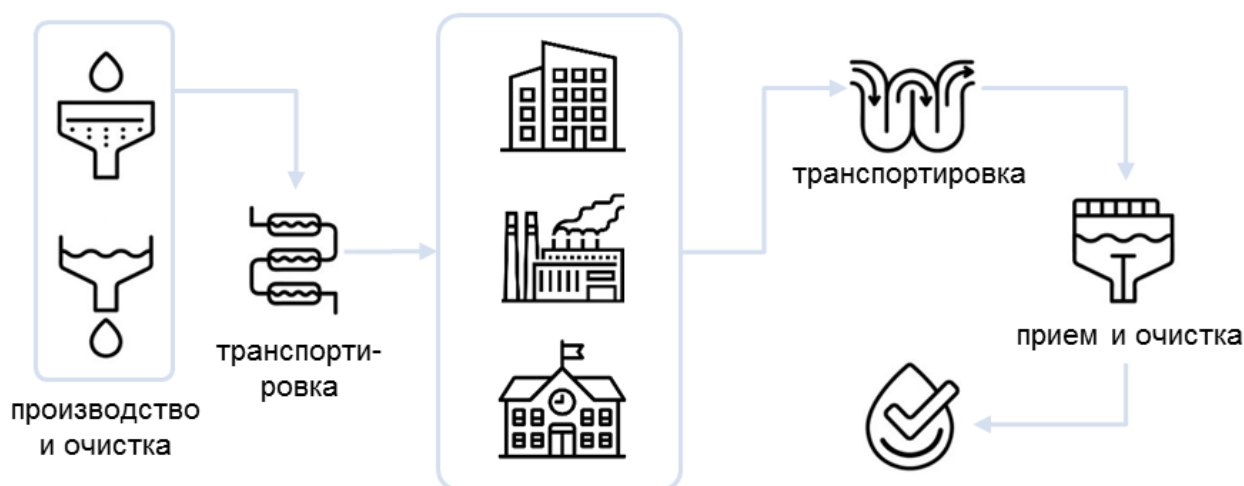 производство
и очистка
транспорти-
ровка
транспортировка
прием и очистка